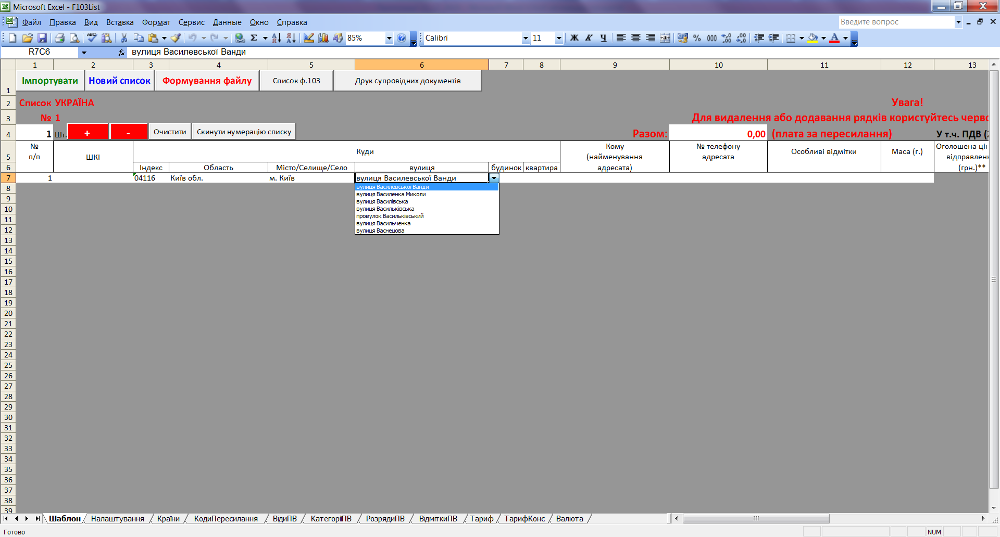 Microsoft Excel - F103List
Файл Правка Вид Вставка Формат Сервис Данные Окно Справка
Введите вопрос
85%
Calibri
11
Ж К Ч
% 000
R7C6
fx вулиця Василевської Ванди
1 2 3 4 5 6 7 8 9 10 11 12 13
Імпортувати Новий список Формування файлу Список ф.103 Друк супровідних документів
1
2 Список УКРАЇНА Увага!
3 № 1 Для видалення або додавання рядків користуйтесь черво
4 1 Шт. + - Очистити Скинути нумерацію списку Разом: 0,00 (плата за пересилання) У т.ч. ПДВ (
5 № п/п ШКІ Куди Кому (найменування адресата) № телефону адресата Особливі відмітки Маса (г.) Оголошена цін відправленн (грн.)**
6 Індекс Область Місто/Селище/Село вулиця будинок квартира
7 1 04116 Київ обл. м. Київ вулиця Василевської Ванди
вулиця Василевської Ванди
вулиця Василенка Миколи
вулиця Василівська
вулиця Васильківська
провулок Васильківський
вулиця Васильченка
вулиця Васнецова
8
9
10
11
12
13
14
15
16
17
18
19
20
21
22
23
24
25
26
27
28
29
30
31
32
33
34
35
36
37
38
39
Шаблон Налаштування Країни КодиПересилання ВідиПВ КатегоріїПВ РозрядиПВ ВідміткиПВ Тариф ТарифКонс Валюта
Готово
NUM